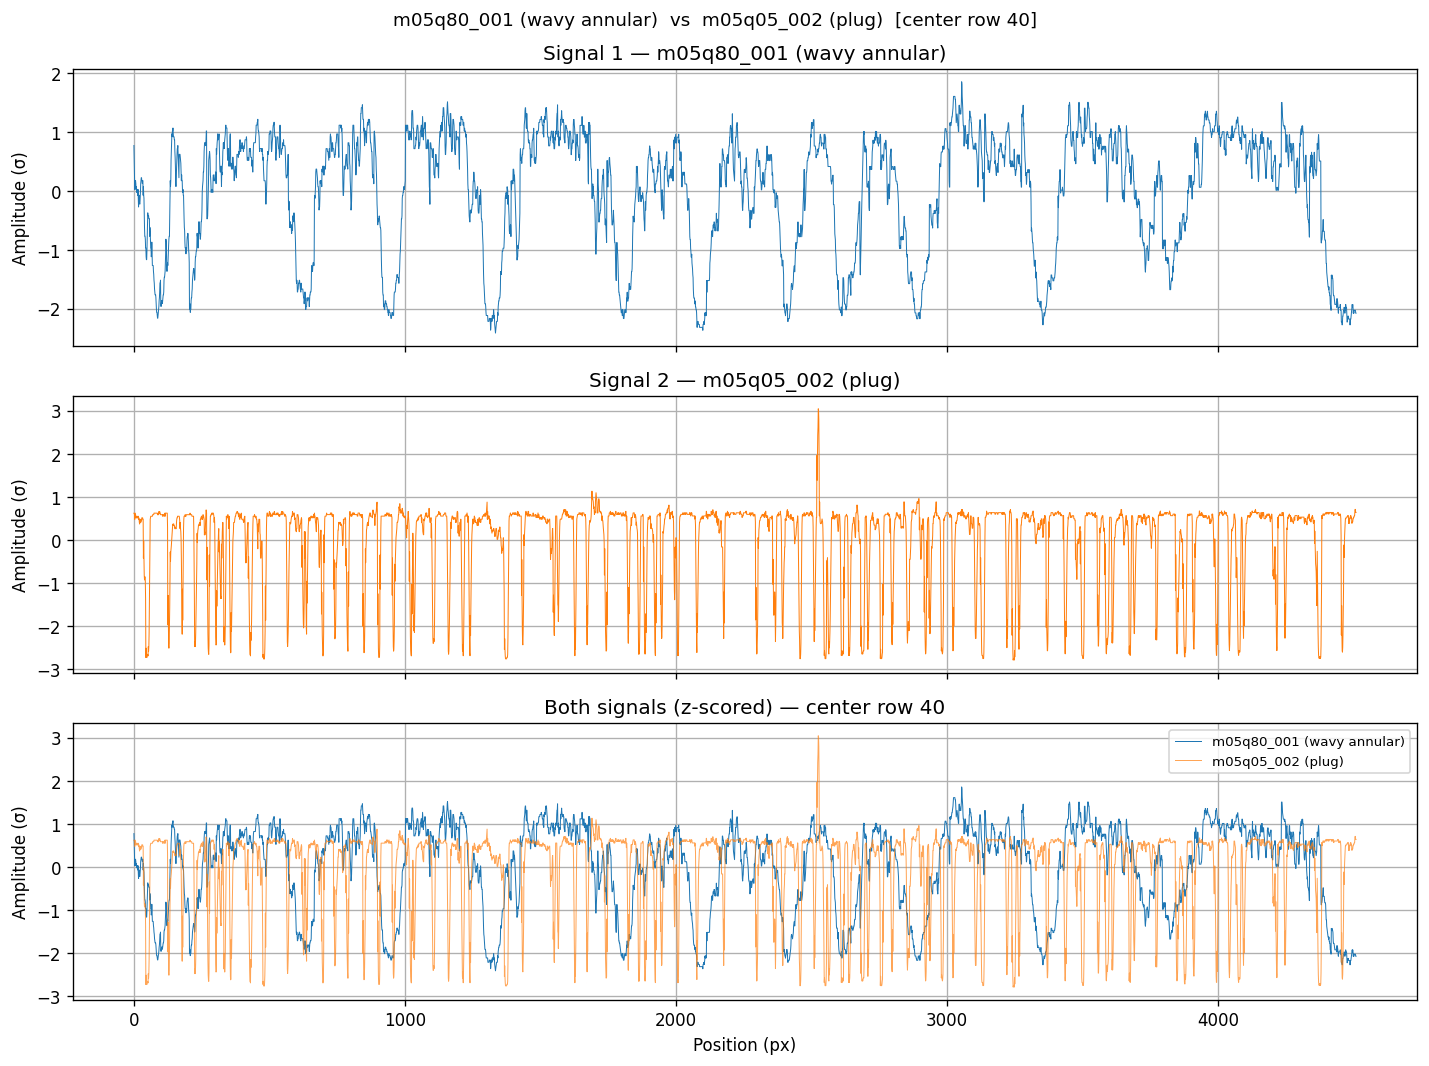 m05q80_001 (wavy annular)  vs  m05q05_002 (plug)  [center row 40]
Signal 1 — m05q80_001 (wavy annular)
2
1
0
−1
−2
Amplitude (σ)
Signal 2 — m05q05_002 (plug)
3
2
1
0
−1
−2
−3
Amplitude (σ)
Both signals (z-scored) — center row 40
m05q80_001 (wavy annular)
m05q05_002 (plug)
3
2
1
0
−1
−2
−3
Amplitude (σ)
0 1000 2000 3000 4000
Position (px)